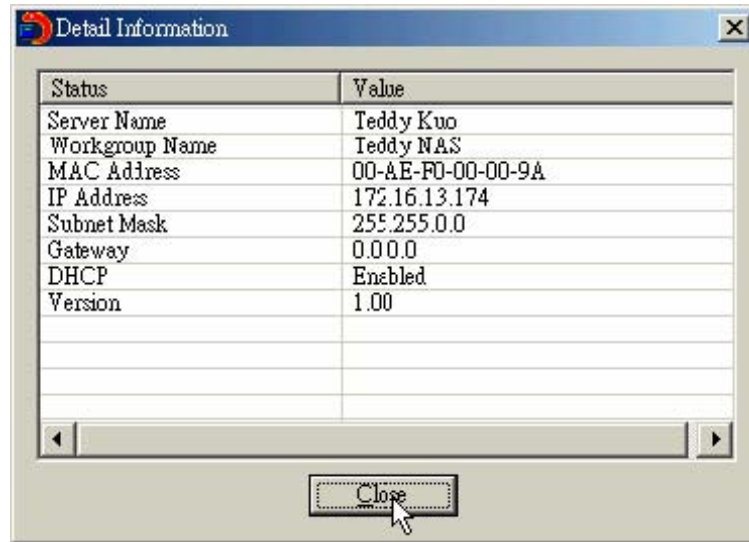 Detail Information
Status Value
Server Name Teddy Kuo
Workgroup Name Teddy NAS
MAC Address 00-AE-F0-00-00-9A
IP Address 172.16.13.174
Subnet Mask 255.255.0.0
Gateway 0.0.0.0
DHCP Enabled
Version 1.00
Close